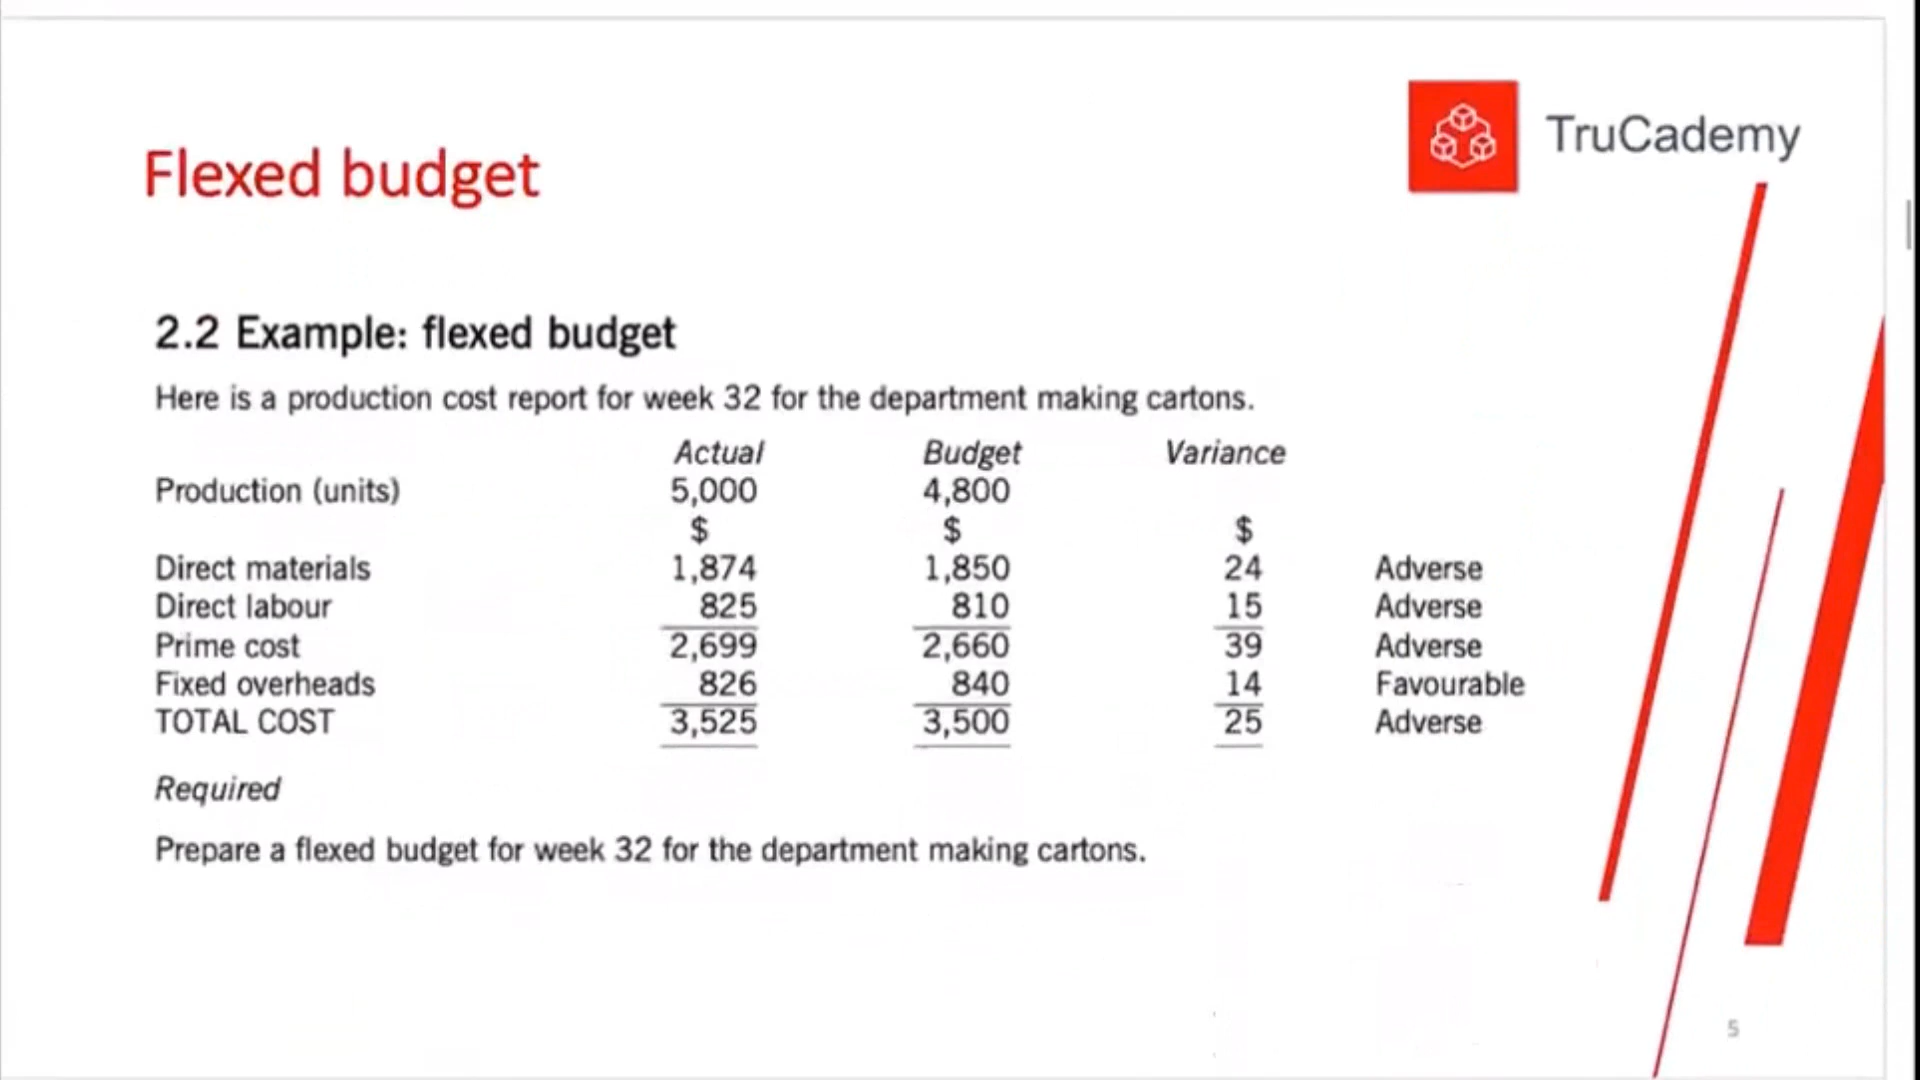 TruCademy
Flexed budget
2.2 Example: flexed budget
Here is a production cost report for week 32 for the department making cartons.
Actual Budget Variance
Production (units) 5,000 4,800
$ $ $
Direct materials 1,874 1,850 24 Adverse
Direct labour 825 810 15 Adverse
Prime cost 2,699 2,660 39 Adverse
Fixed overheads 826 840 14 Favourable
TOTAL COST 3,525 3,500 25 Adverse
Required
Prepare a flexed budget for week 32 for the department making cartons.
5